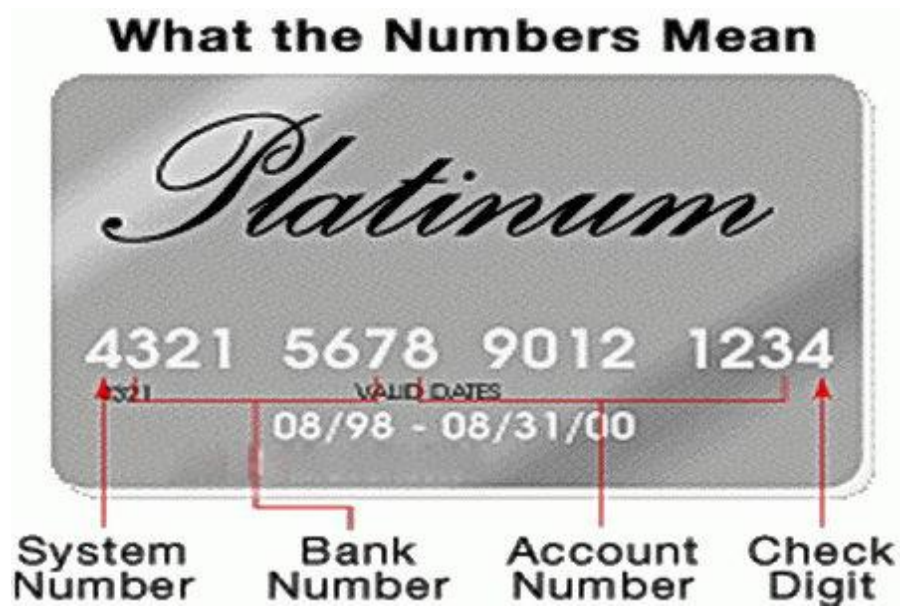 What the Numbers Mean
Platinum
4321 5678 9012 1234
4321 VALID DATES
08/98 - 08/31/00
System Bank Account Check
Number Number Number Digit